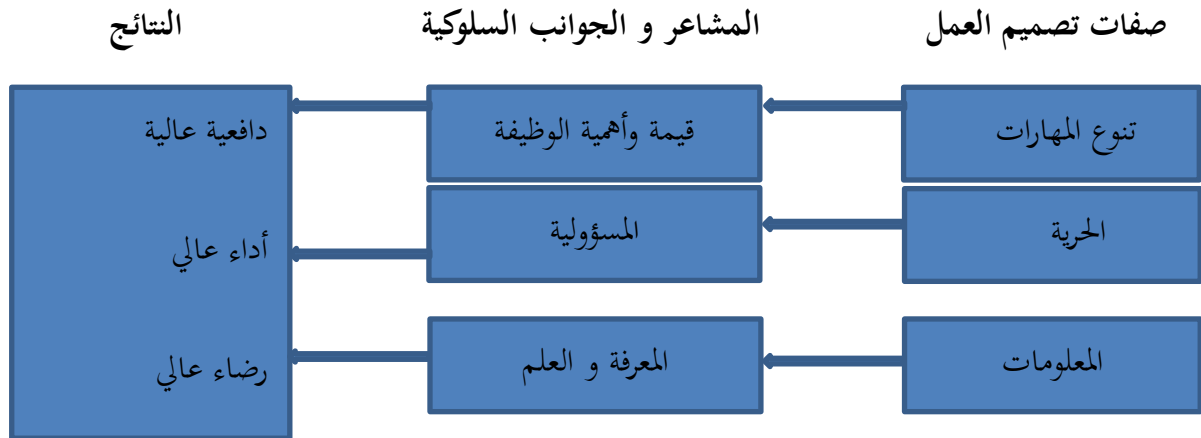 صفات تصميم العمل
المشاعر و الجوانب السلوكية
النتائج
تنوع المهارات
قيمة وأهمية الوظيفة
دافعية عالية
الحرية
المسؤولية
أداء عالي
المعلومات
المعرفة و العلم
رضاء عالي